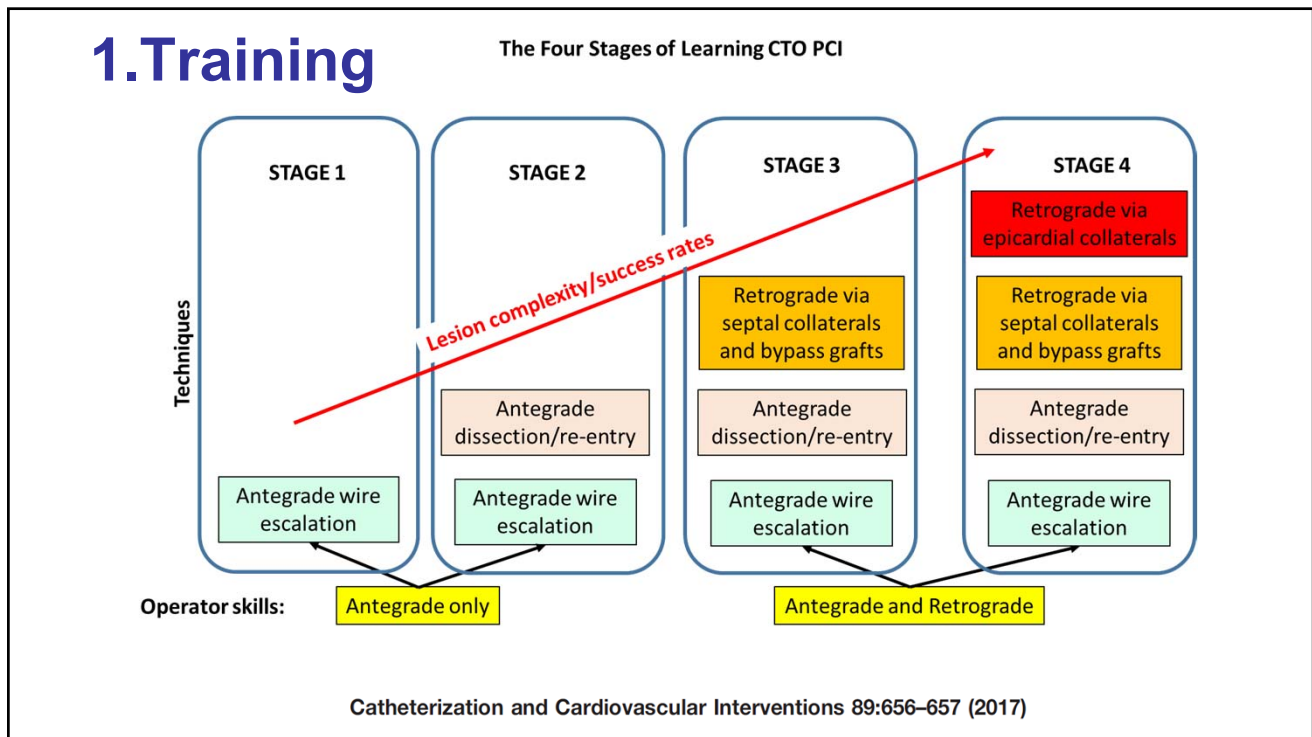 1.Training
The Four Stages of Learning CTO PCI
STAGE 1
STAGE 2
STAGE 3
STAGE 4
Techniques
Lesion complexity/success rates
Retrograde via
epicardial collaterals
Retrograde via
septal collaterals
and bypass grafts
Retrograde via
septal collaterals
and bypass grafts
Antegrade
dissection/re-entry
Antegrade
dissection/re-entry
Antegrade
dissection/re-entry
Antegrade wire
escalation
Antegrade wire
escalation
Antegrade wire
escalation
Antegrade wire
escalation
Operator skills:
Antegrade only
Antegrade and Retrograde
Catheterization and Cardiovascular Interventions 89:656–657 (2017)